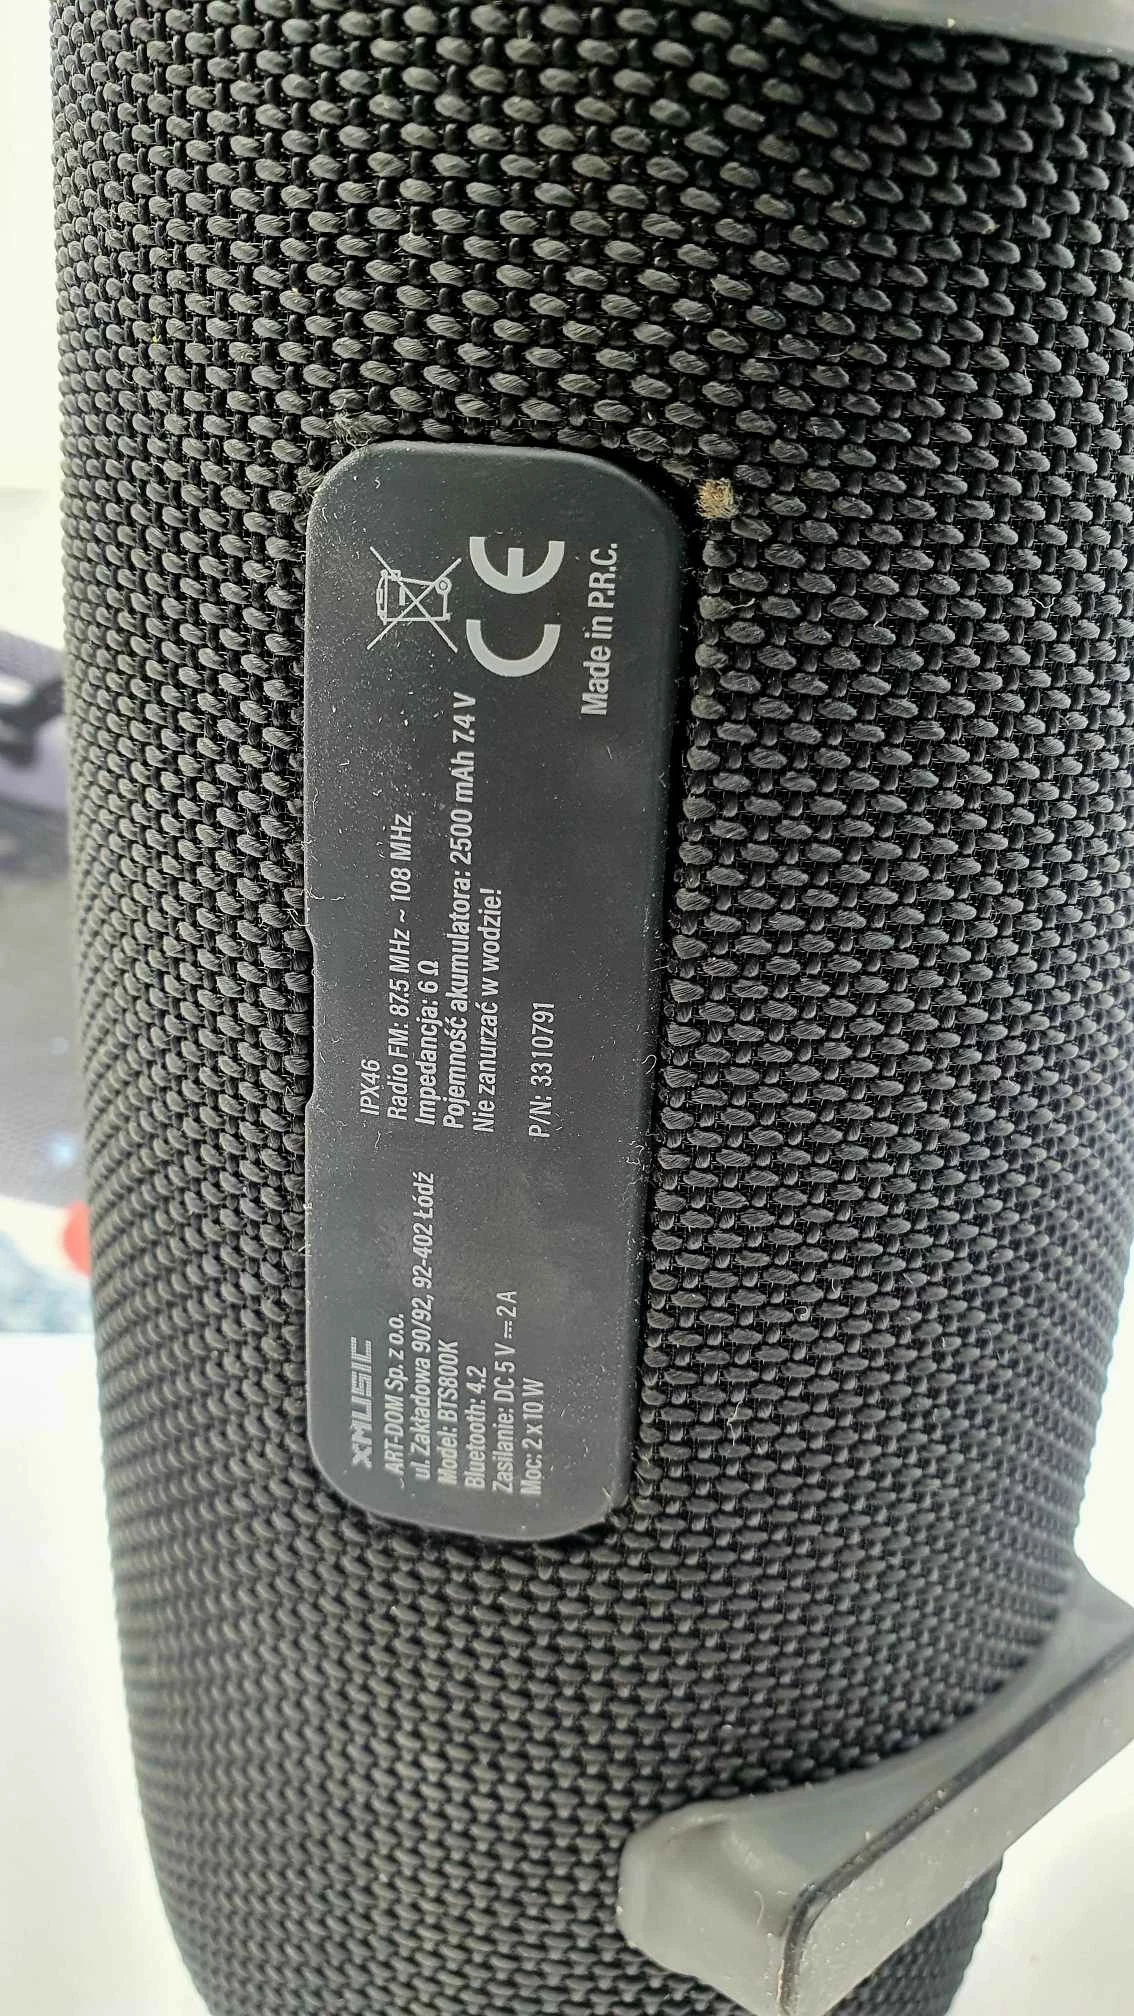 XMUSIC
ART-DOM Sp. z o.o.
ul. Zakładowa 90/92, 92-402 Łódź
Model: BTS800K
Bluetooth: 4.2
Zasilanie: DC 5 V ⎓ 2 A
Moc: 2 x 10 W
IPX46
Radio FM: 87.5 MHz ~ 108 MHz
Impedancja: 6 Ω
Pojemność akumulatora: 2500 mAh 7.4 V
Nie zanurzać w wodzie!
P/N: 3310791
CE
Made in P.R.C.